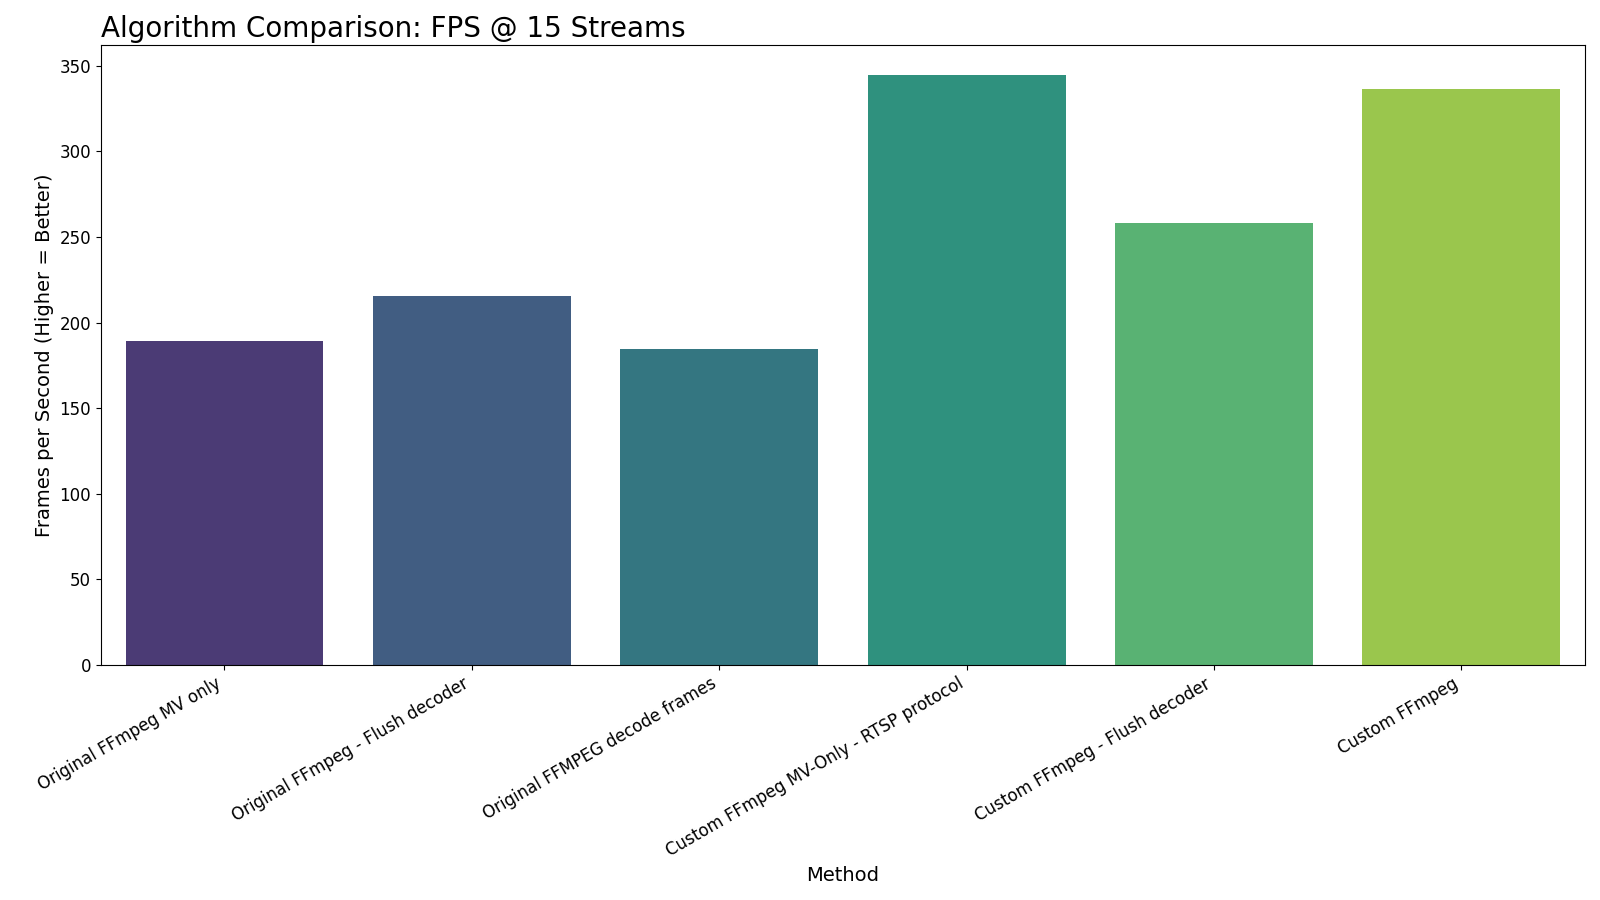 Algorithm Comparison: FPS @ 15 Streams
Frames per Second (Higher = Better)
350
300
250
200
150
100
50
0
Original FFmpeg MV only
Original FFmpeg - Flush decoder
Original FFMPEG decode frames
Custom FFmpeg MV-Only - RTSP protocol
Custom FFmpeg - Flush decoder
Custom FFmpeg
Method